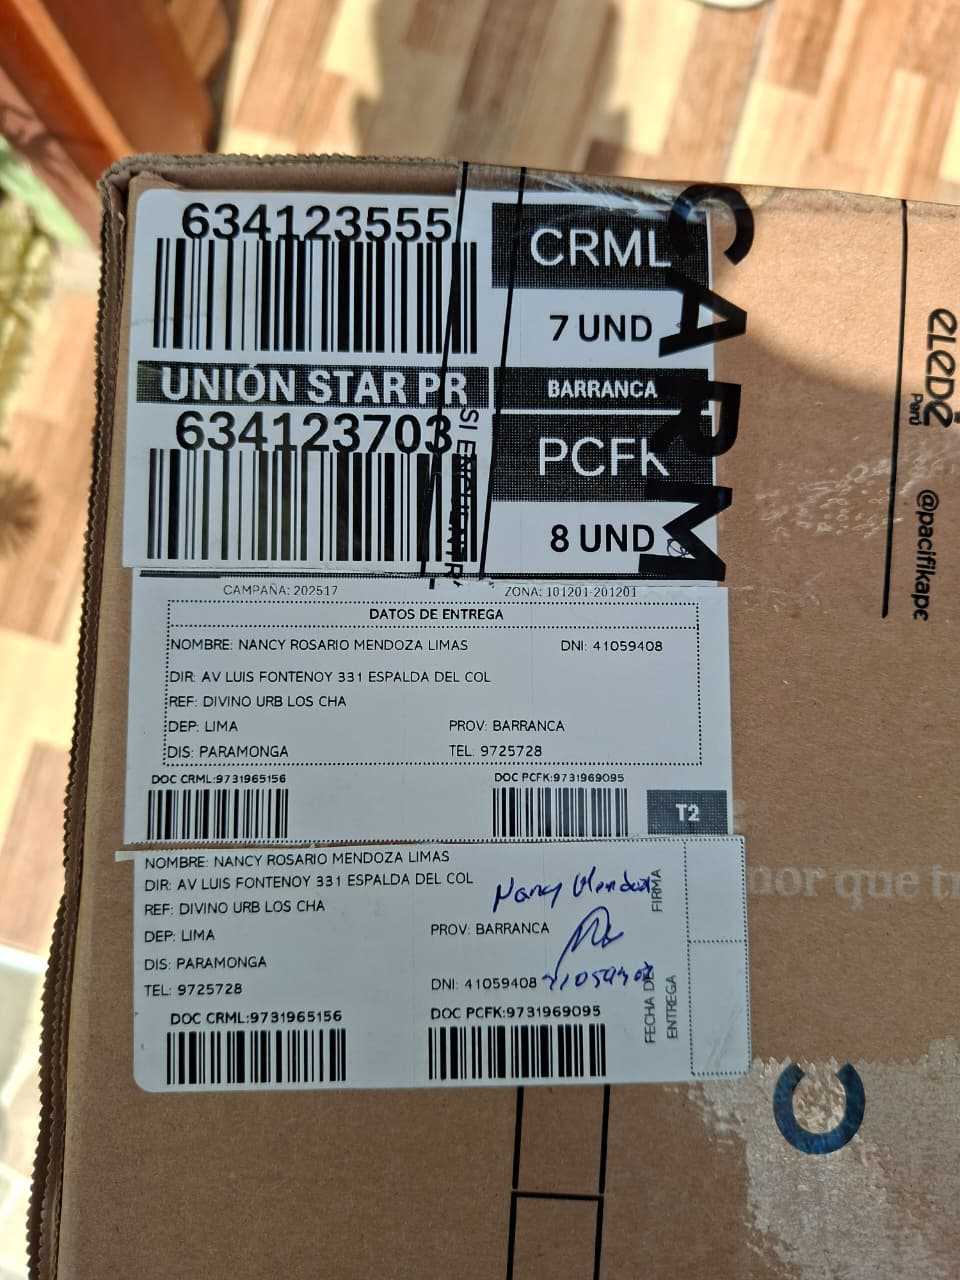 634123555
CRML
7 UND
UNIÓN STAR PR
BARRANCA
634123703
PCFK
8 UND
CARM
SI ENCUENTR
CAMPAÑA: 202517 ZONA: 101201-201201
DATOS DE ENTREGA
NOMBRE: NANCY ROSARIO MENDOZA LIMAS DNI: 41059408
DIR: AV LUIS FONTENOY 331 ESPALDA DEL COL
REF: DIVINO URB LOS CHA
DEP: LIMA PROV: BARRANCA
DIS: PARAMONGA TEL. 9725728
DOC CRML:9731965156 DOC PCFK:9731969095
T2
NOMBRE: NANCY ROSARIO MENDOZA LIMAS
DIR: AV LUIS FONTENOY 331 ESPALDA DEL COL
REF: DIVINO URB LOS CHA
DEP: LIMA PROV: BARRANCA
DIS: PARAMONGA
TEL: 9725728 DNI: 41059408
DOC CRML:9731965156 DOC PCFK:9731969095
Nancy Mendoza
41059408
FIRMA
FECHA DE
ENTREGA
Perú
@pacifikape
por que